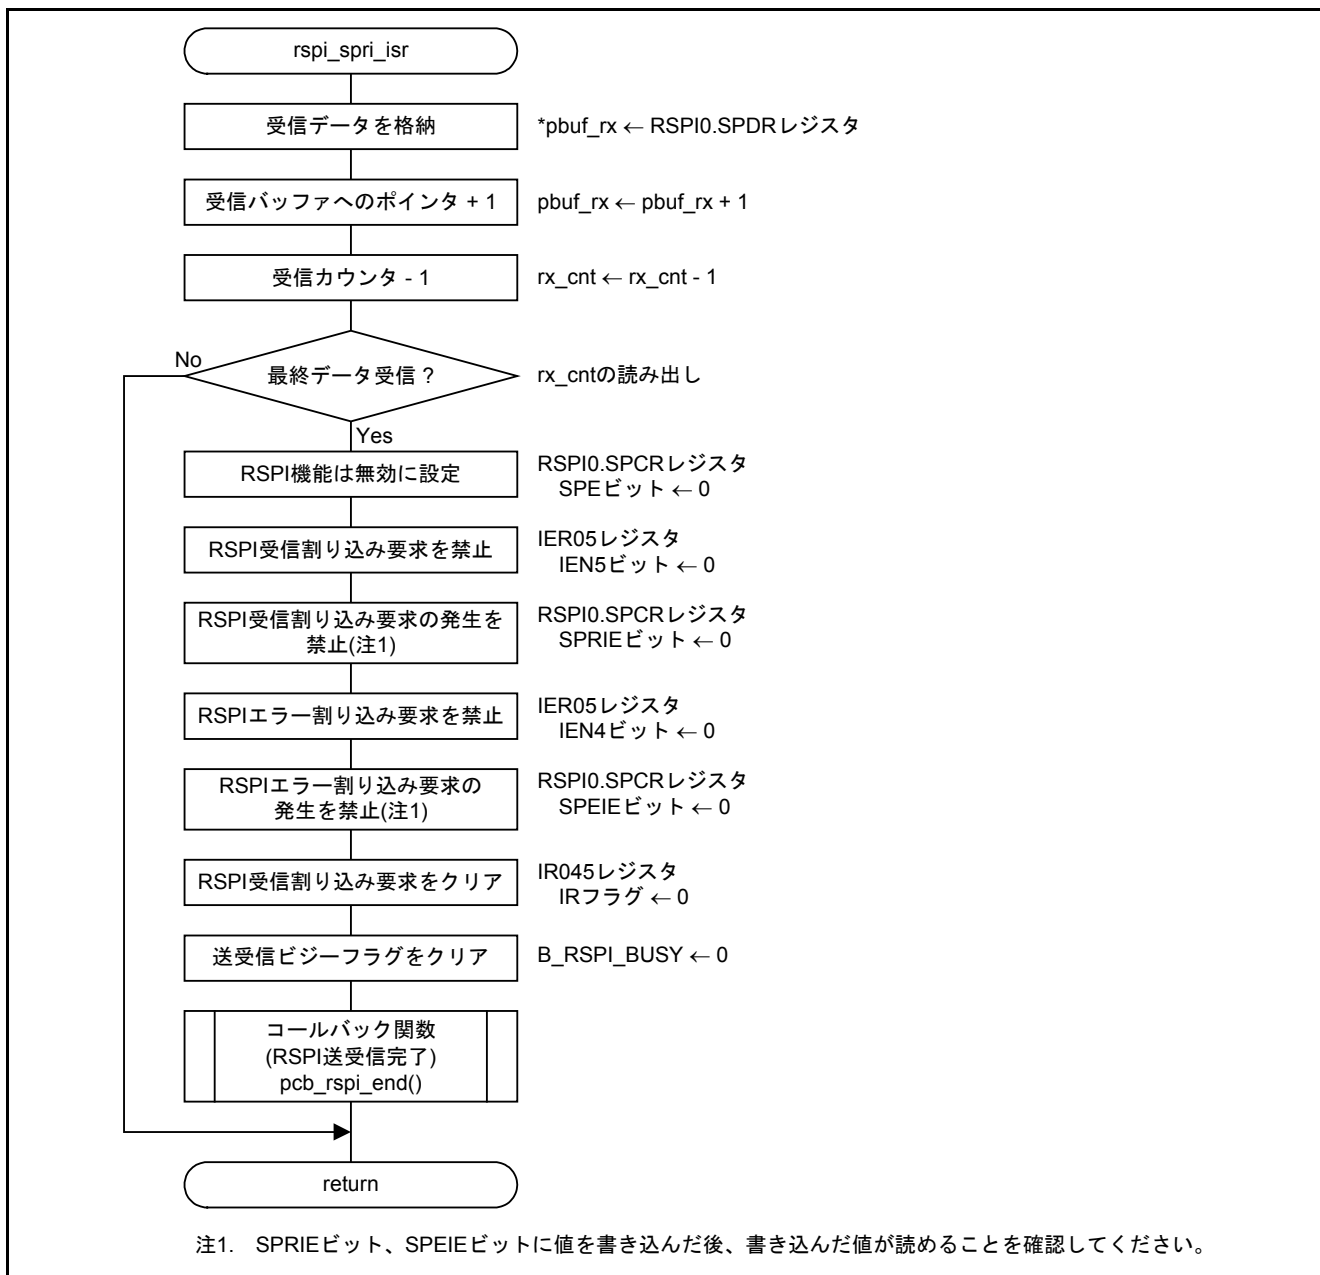 rspi_spri_isr
受信データを格納
*pbuf_rx ← RSPI0.SPDRレジスタ
受信バッファへのポインタ + 1
pbuf_rx ← pbuf_rx + 1
受信カウンタ - 1
rx_cnt ← rx_cnt - 1
No
最終データ受信 ?
rx_cntの読み出し
Yes
RSPI機能は無効に設定
RSPI0.SPCRレジスタ
SPEビット ← 0
RSPI受信割り込み要求を禁止
IER05レジスタ
IEN5ビット ← 0
RSPI受信割り込み要求の発生を
禁止(注1)
RSPI0.SPCRレジスタ
SPRIEビット ← 0
RSPIエラー割り込み要求を禁止
IER05レジスタ
IEN4ビット ← 0
RSPIエラー割り込み要求の
発生を禁止(注1)
RSPI0.SPCRレジスタ
SPEIEビット ← 0
RSPI受信割り込み要求をクリア
IR045レジスタ
IRフラグ ← 0
送受信ビジーフラグをクリア
B_RSPI_BUSY ← 0
コールバック関数
(RSPI送受信完了)
pcb_rspi_end()
return
注1. SPRIEビット、SPEIEビットに値を書き込んだ後、書き込んだ値が読めることを確認してください。